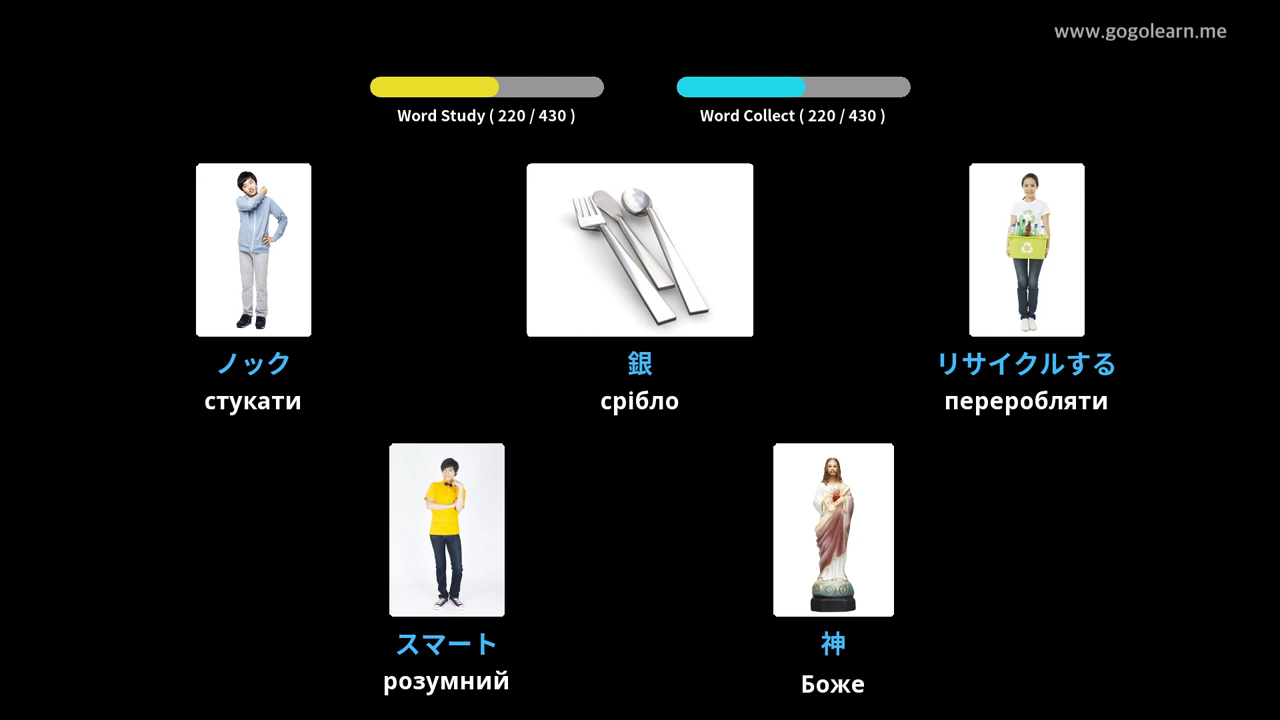 www.gogolearn.me
Word Study ( 220 / 430 )
Word Collect ( 220 / 430 )
ノック
стукати
銀
срібло
リサイクルする
переробляти
スマート
розумний
神
Боже